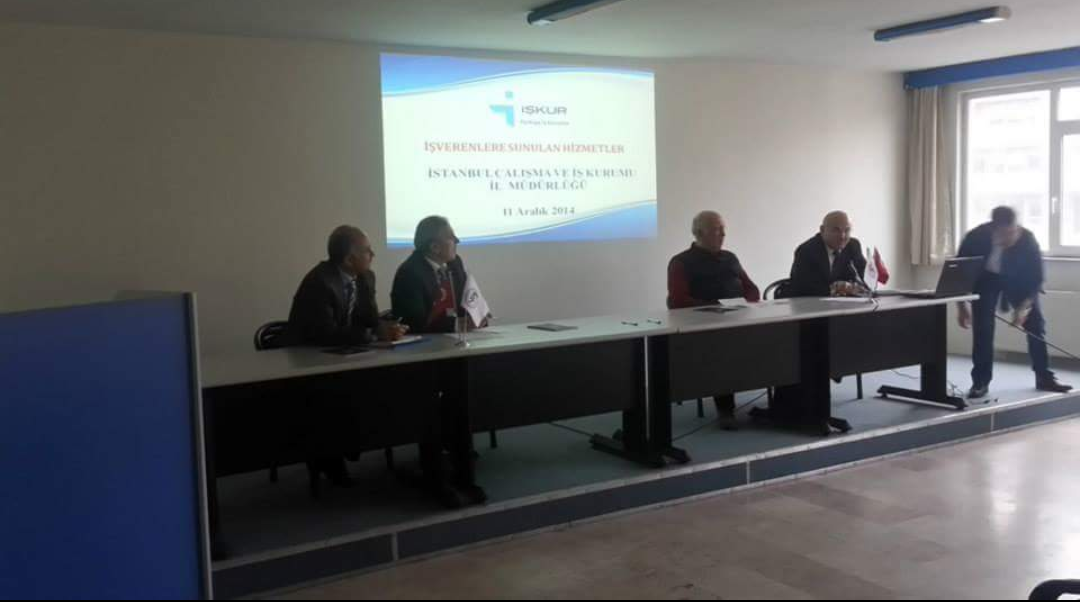 İŞKUR
İŞVERENLERE SUNULAN HİZMETLER
İSTANBUL ÇALIŞMA VE İŞ KURUMU
İL MÜDÜRLÜĞÜ
11 Aralık 2014